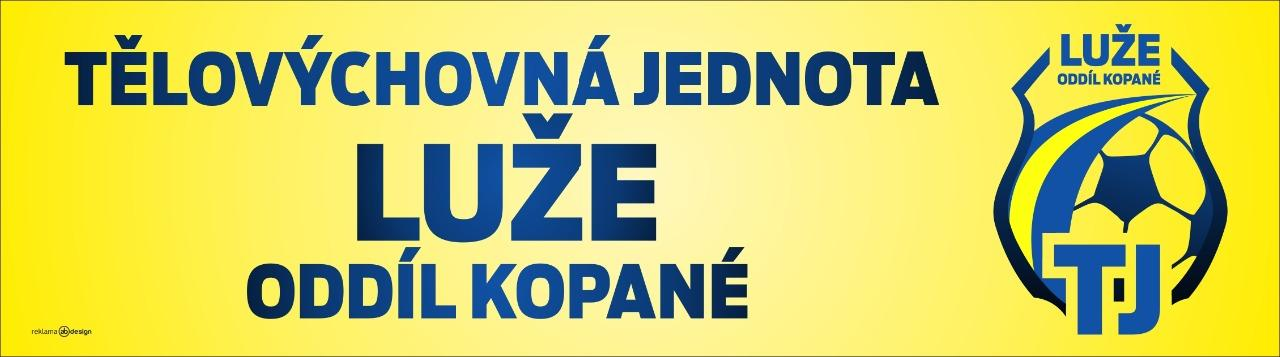 TĚLOVÝCHOVNÁ JEDNOTA
LUŽE
ODDÍL KOPANÉ
LUŽE
ODDÍL KOPANÉ
TJ
reklama ab design